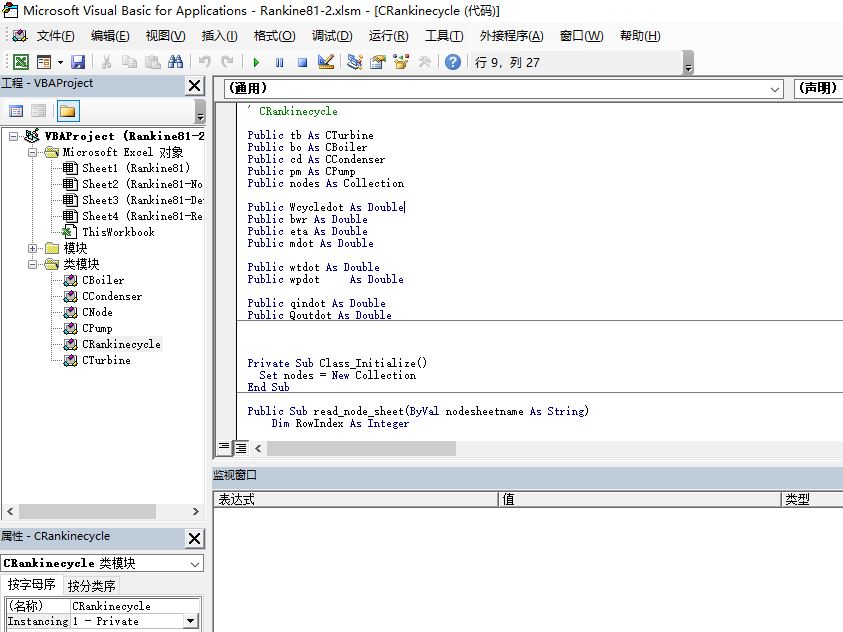 Microsoft Visual Basic for Applications - Rankine81-2.xlsm - [CRankinecycle (代码)]
文件(F) 编辑(E) 视图(V) 插入(I) 格式(O) 调试(D) 运行(R) 工具(T) 外接程序(A) 窗口(W) 帮助(H)
行 9, 列 27
工程 - VBAProject
VBAProject (Rankine81-2
Microsoft Excel 对象
Sheet1 (Rankine81)
Sheet2 (Rankine81-No
Sheet3 (Rankine81-De
Sheet4 (Rankine81-Re
ThisWorkbook
模块
类模块
CBoiler
CCondenser
CNode
CPump
CRankinecycle
CTurbine
属性 - CRankinecycle
CRankinecycle 类模块
按字母序 按分类序
(名称) CRankinecycle
Instancing 1 - Private
(通用) (声明)
' CRankinecycle
Public tb As CTurbine
Public bo As CBoiler
Public cd As CCondenser
Public pm As CPump
Public nodes As Collection
Public Wcycledot As Double
Public bwr As Double
Public eta As Double
Public mdot As Double
Public wtdot As Double
Public wpdot As Double
Public qindot As Double
Public Qoutdot As Double
Private Sub Class_Initialize()
Set nodes = New Collection
End Sub
Public Sub read_node_sheet(ByVal nodesheetname As String)
Dim RowIndex As Integer
监视窗口
表达式 值 类型